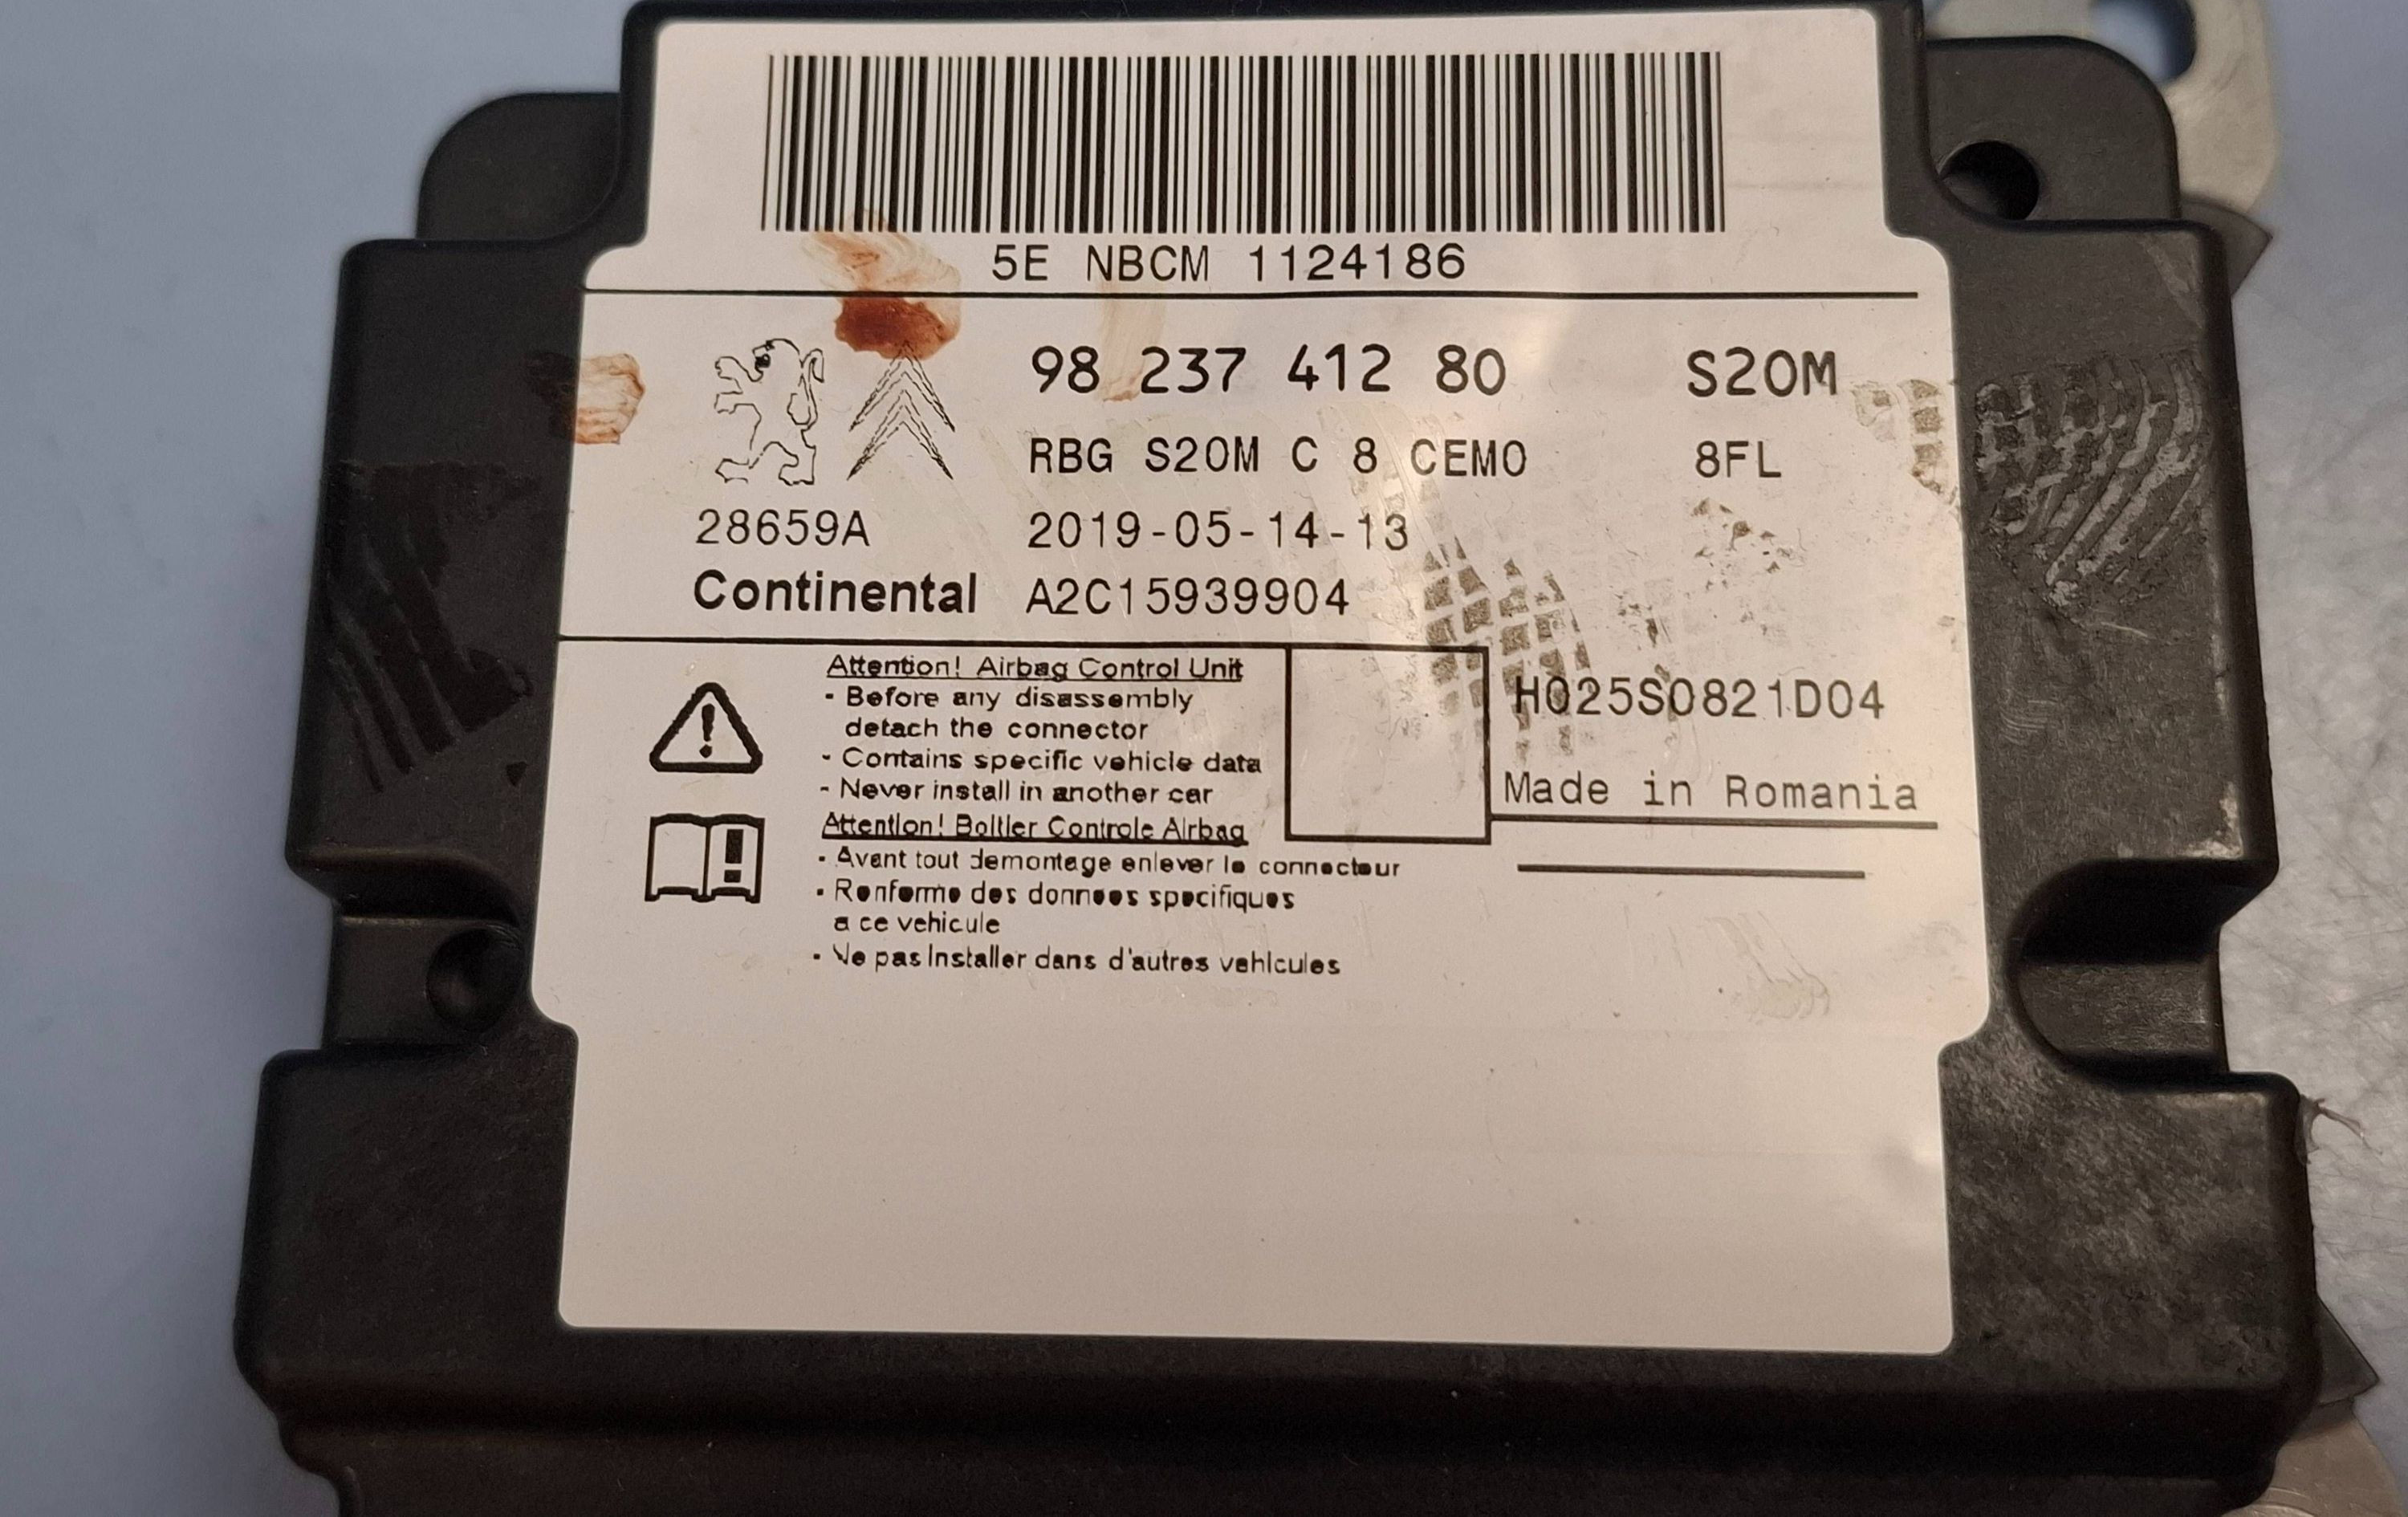 5E NBCM 1124186
98 237 412 80 S20M
RBG S20M C 8 CEM0 8FL
28659A 2019-05-14-13
Continental A2C15939904
Attention! Airbag Control Unit
- Before any disassembly
detach the connector
- Contains specific vehicle data
- Never install in another car
H025S0821D04
Made in Romania
Attention! Boitier Controle Airbag
- Avant tout demontage enlever le connecteur
- Renferme des donnees specifiques
a ce vehicule
- Ne pas installer dans d'autres vehicules